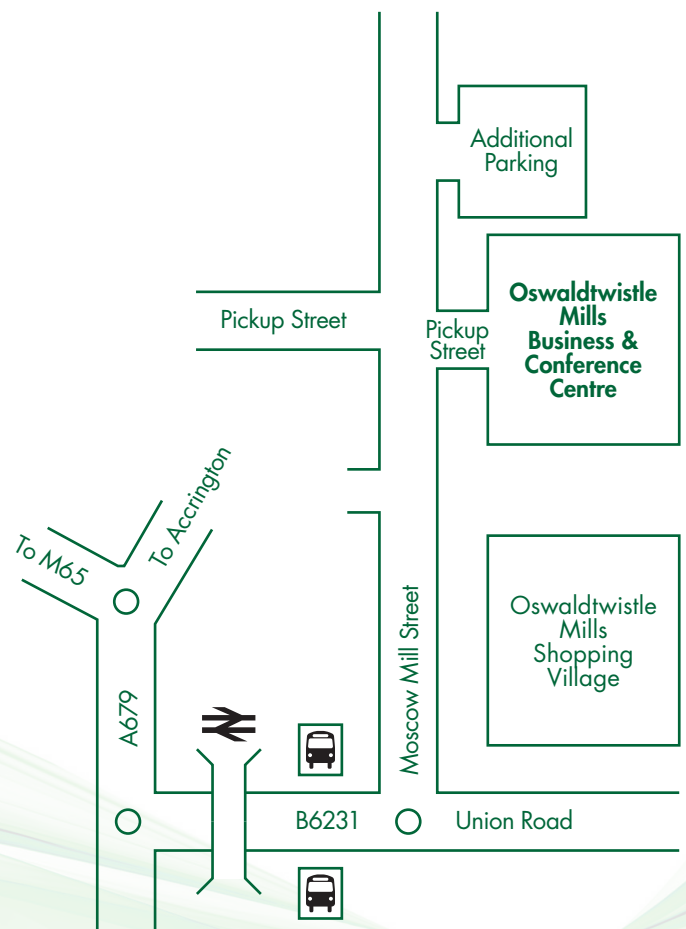 Additional
Parking
Oswaldtwistle
Mills
Business &
Conference
Centre
Pickup Street
Pickup
Street
To Accrington
To M65
Oswaldtwistle
Mills
Shopping
Village
Moscow Mill Street
A679
B6231
Union Road